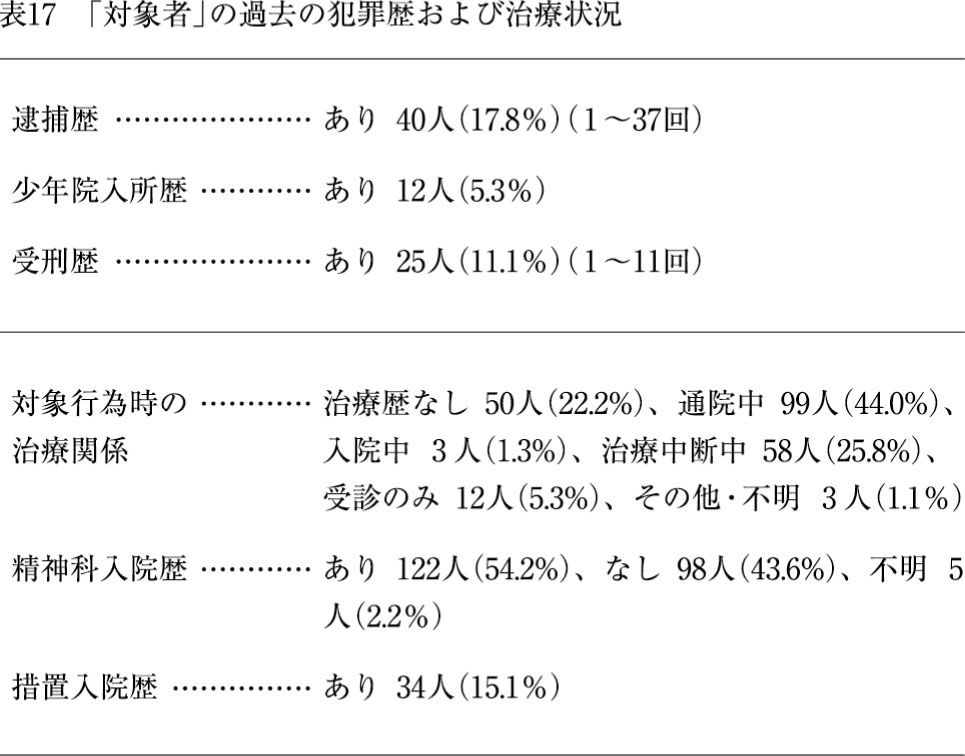 表17 「対象者」の過去の犯罪歴および治療状況
逮捕歴 ………………… あり 40人(17.8%)(1〜37回)
少年院入所歴 ………… あり 12人(5.3%)
受刑歴 ………………… あり 25人(11.1%)(1〜11回)
対象行為時の ………… 治療歴なし 50人(22.2%)、通院中 99人(44.0%)、
治療関係 入院中 3人(1.3%)、治療中断中 58人(25.8%)、
受診のみ 12人(5.3%)、その他・不明 3人(1.1%)
精神科入院歴 ………… あり 122人(54.2%)、なし 98人(43.6%)、不明 5
人(2.2%)
措置入院歴 …………… あり 34人(15.1%)